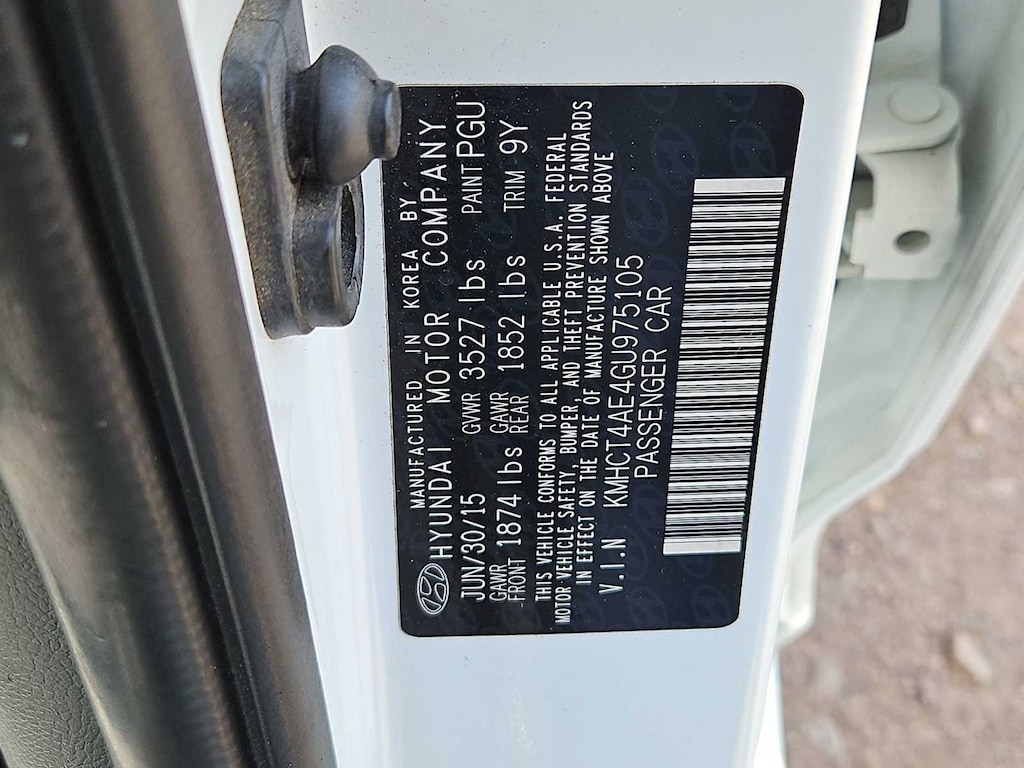 MANUFACTURED IN KOREA BY
HYUNDAI MOTOR COMPANY
JUN/30/15 GVWR 3527 lbs PAINT PGU
GAWR FRONT 1874 lbs GAWR REAR 1852 lbs TRIM 9Y
THIS VEHICLE CONFORMS TO ALL APPLICABLE U.S.A. FEDERAL
MOTOR VEHICLE SAFETY, BUMPER, AND THEFT PREVENTION STANDARDS
IN EFFECT ON THE DATE OF MANUFACTURE SHOWN ABOVE
V.I.N KMHCT4AE4GU975105
PASSENGER CAR